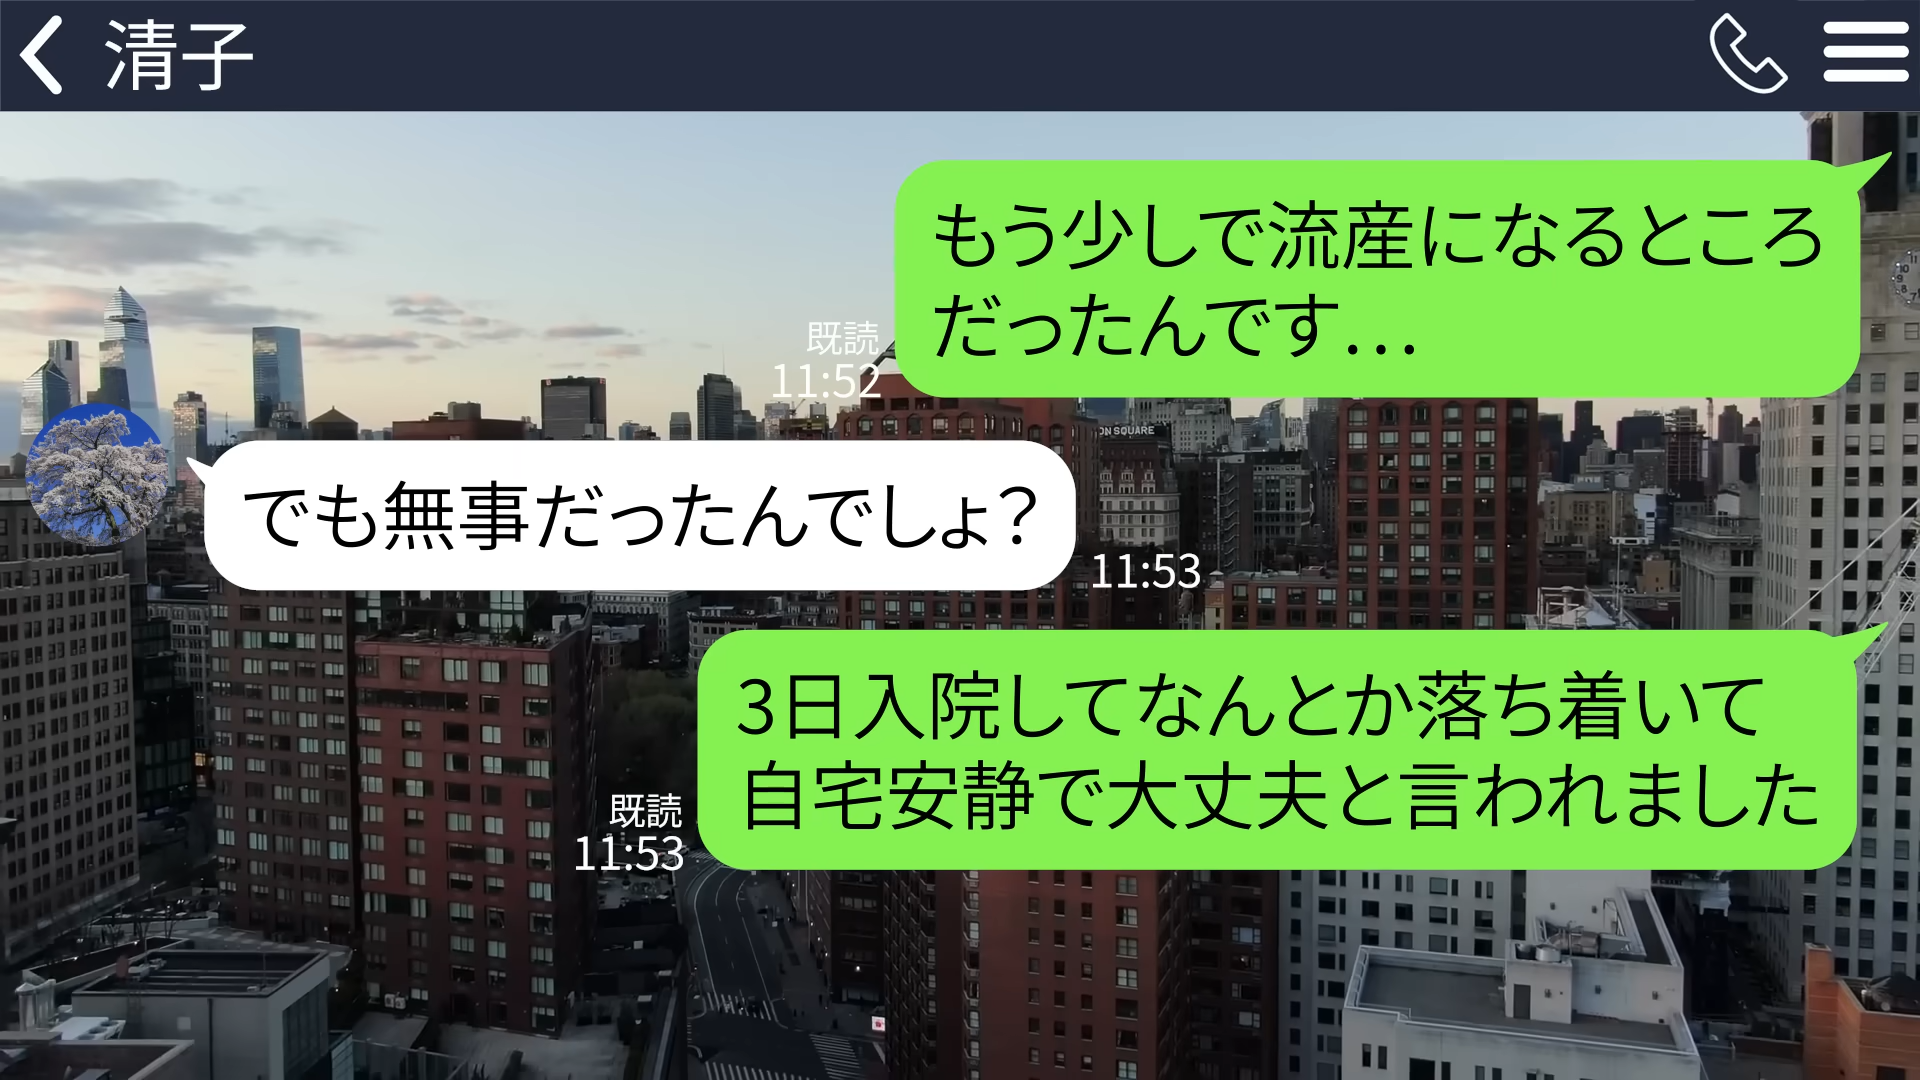 清子
もう少しで流産になるところ
だったんです...
既読
11:52
でも無事だったんでしょ？
11:53
３日入院してなんとか落ち着いて
自宅安静で大丈夫と言われました
既読
11:53
ON SQUARE